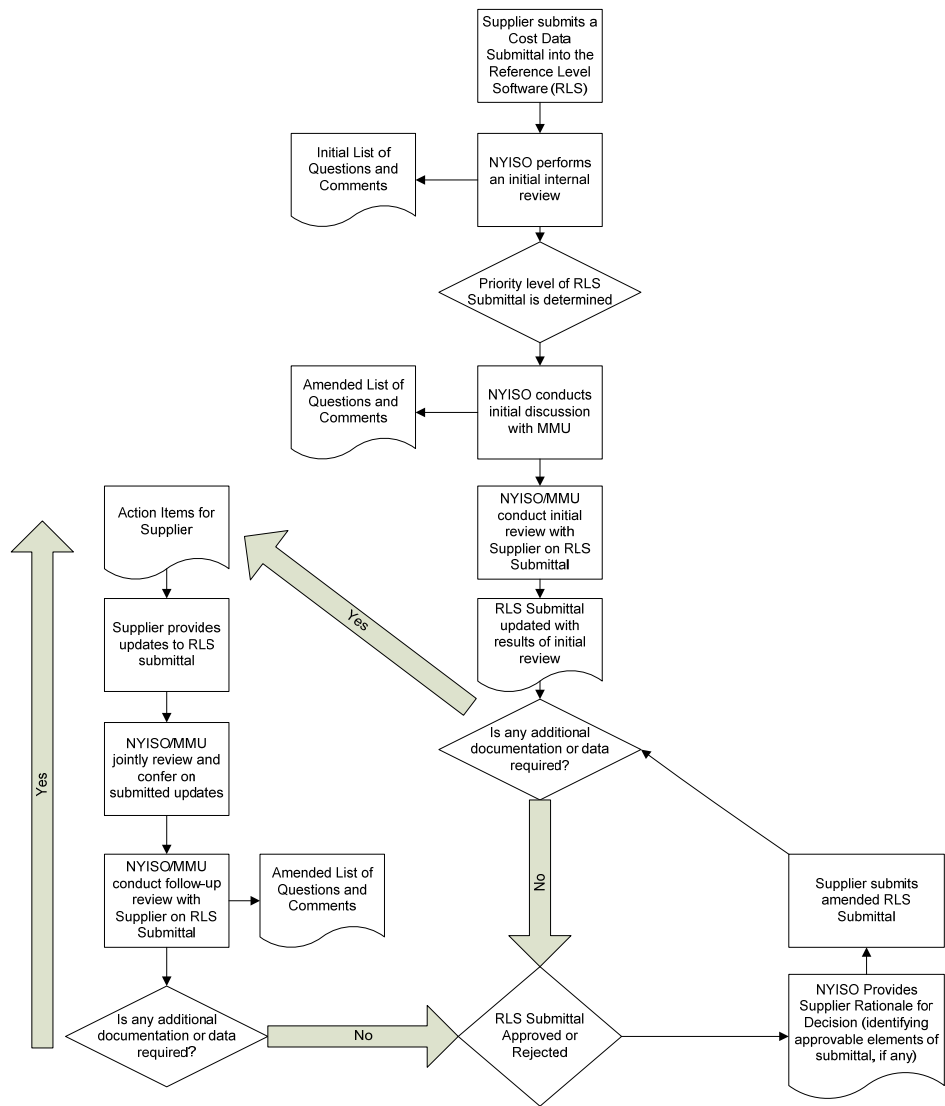 Supplier submits a
Cost Data
Submittal into the
Reference Level
Software (RLS)
Initial List of
Questions and
Comments
NYISO performs
an initial internal
review
Priority level of RLS
Submittal is determined
Amended List of
Questions and
Comments
NYISO conducts
initial discussion
with MMU
NYISO/MMU
conduct initial
review with
Supplier on RLS
Submittal
Action Items for
Supplier
RLS Submittal
updated with
results of initial
review
Yes
Supplier provides
updates to RLS
submittal
Is any additional
documentation or data
required?
NYISO/MMU
jointly review and
confer on
submitted updates
Yes
No
NYISO/MMU
conduct follow-up
review with
Supplier on RLS
Submittal
Amended List of
Questions and
Comments
Supplier submits
amended RLS
Submittal
Is any additional
documentation or data
required?
No
RLS Submittal
Approved or
Rejected
NYISO Provides
Supplier Rationale for
Decision (identifying
approvable elements of
submittal, if any)